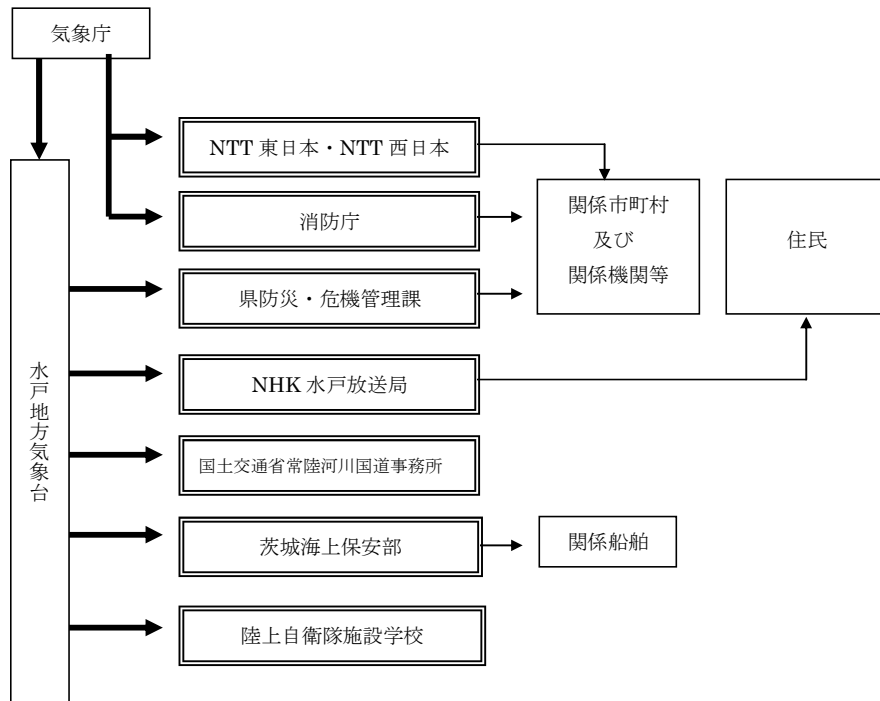 気象庁
NTT 東日本・NTT 西日本
消防庁
関係市町村
及び
関係機関等
住民
県防災・危機管理課
水戸地方気象台
NHK 水戸放送局
国土交通省常陸河川国道事務所
茨城海上保安部
関係船舶
陸上自衛隊施設学校